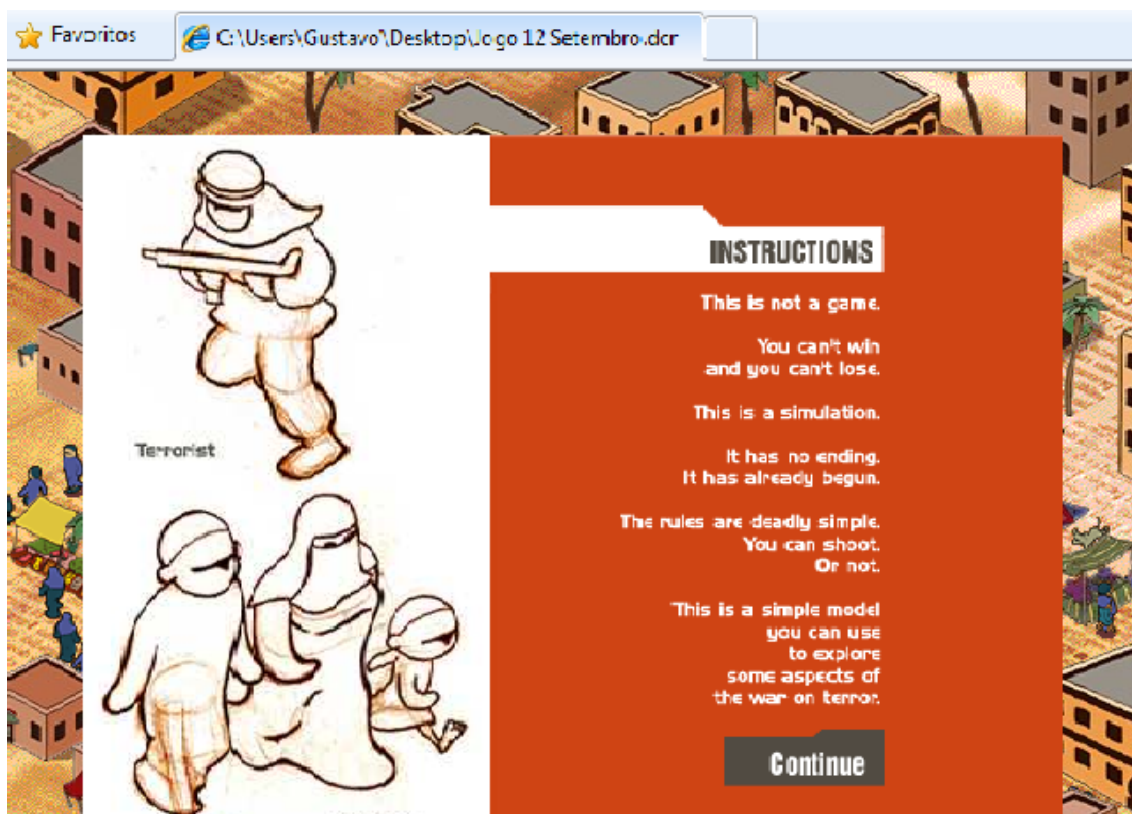 Favoritos
C:\Users\Gustavo\Desktop\Jogo 12 Setembro.dcr
Terrorist
INSTRUCTIONS
This is not a game.
You can't win
and you can't lose.
This is a simulation.
It has no ending.
It has already begun.
The rules are deadly simple.
You can shoot.
Or not.
This is a simple model
you can use
to explore
some aspects of
the war on terror.
Continue